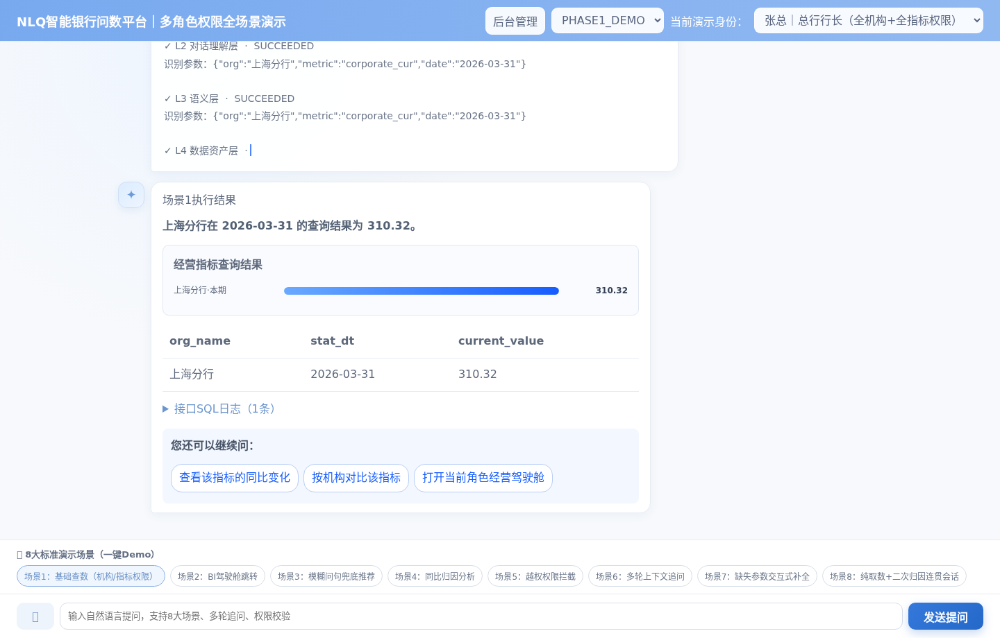 NLQ智能银行问数平台｜多角色权限全场景演示
后台管理
PHASE1_DEMO
当前演示身份：
张总｜总行行长（全机构+全指标权限）
✓ L2 对话理解层 · SUCCEEDED
识别参数：{"org":"上海分行","metric":"corporate_cur","date":"2026-03-31"}
✓ L3 语义层 · SUCCEEDED
识别参数：{"org":"上海分行","metric":"corporate_cur","date":"2026-03-31"}
✓ L4 数据资产层 ·
场景1执行结果
上海分行在 2026-03-31 的查询结果为 310.32。
经营指标查询结果
上海分行·本期 310.32
org_name stat_dt current_value
上海分行 2026-03-31 310.32
▶ 接口SQL日志（1条）
您还可以继续问：
查看该指标的同比变化 按机构对比该指标 打开当前角色经营驾驶舱
8大标准演示场景（一键Demo）
场景1：基础查数（机构/指标权限） 场景2：BI驾驶舱跳转 场景3：模糊问句兜底推荐 场景4：同比归因分析 场景5：越权权限拦截 场景6：多轮上下文追问 场景7：缺失参数交互式补全 场景8：纯取数+二次归因连贯会话
输入自然语言提问，支持8大场景、多轮追问、权限校验
发送提问